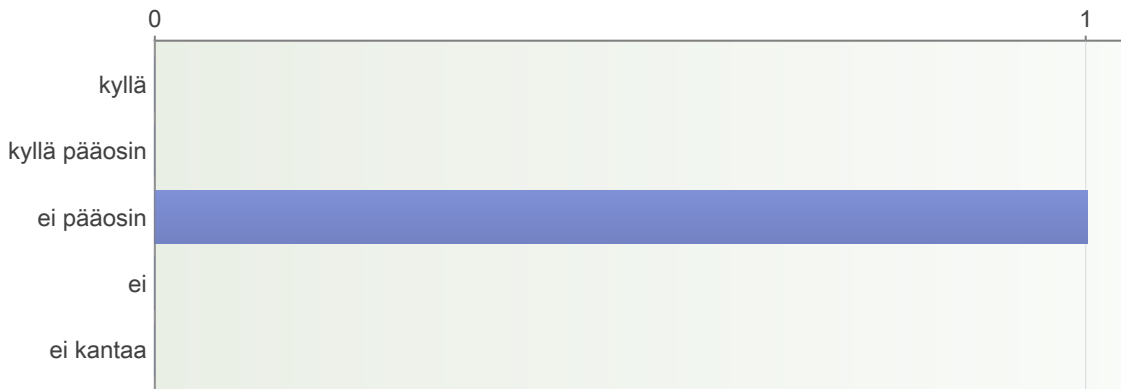 0 1
kyllä
kyllä pääosin
ei pääosin
ei
ei kantaa